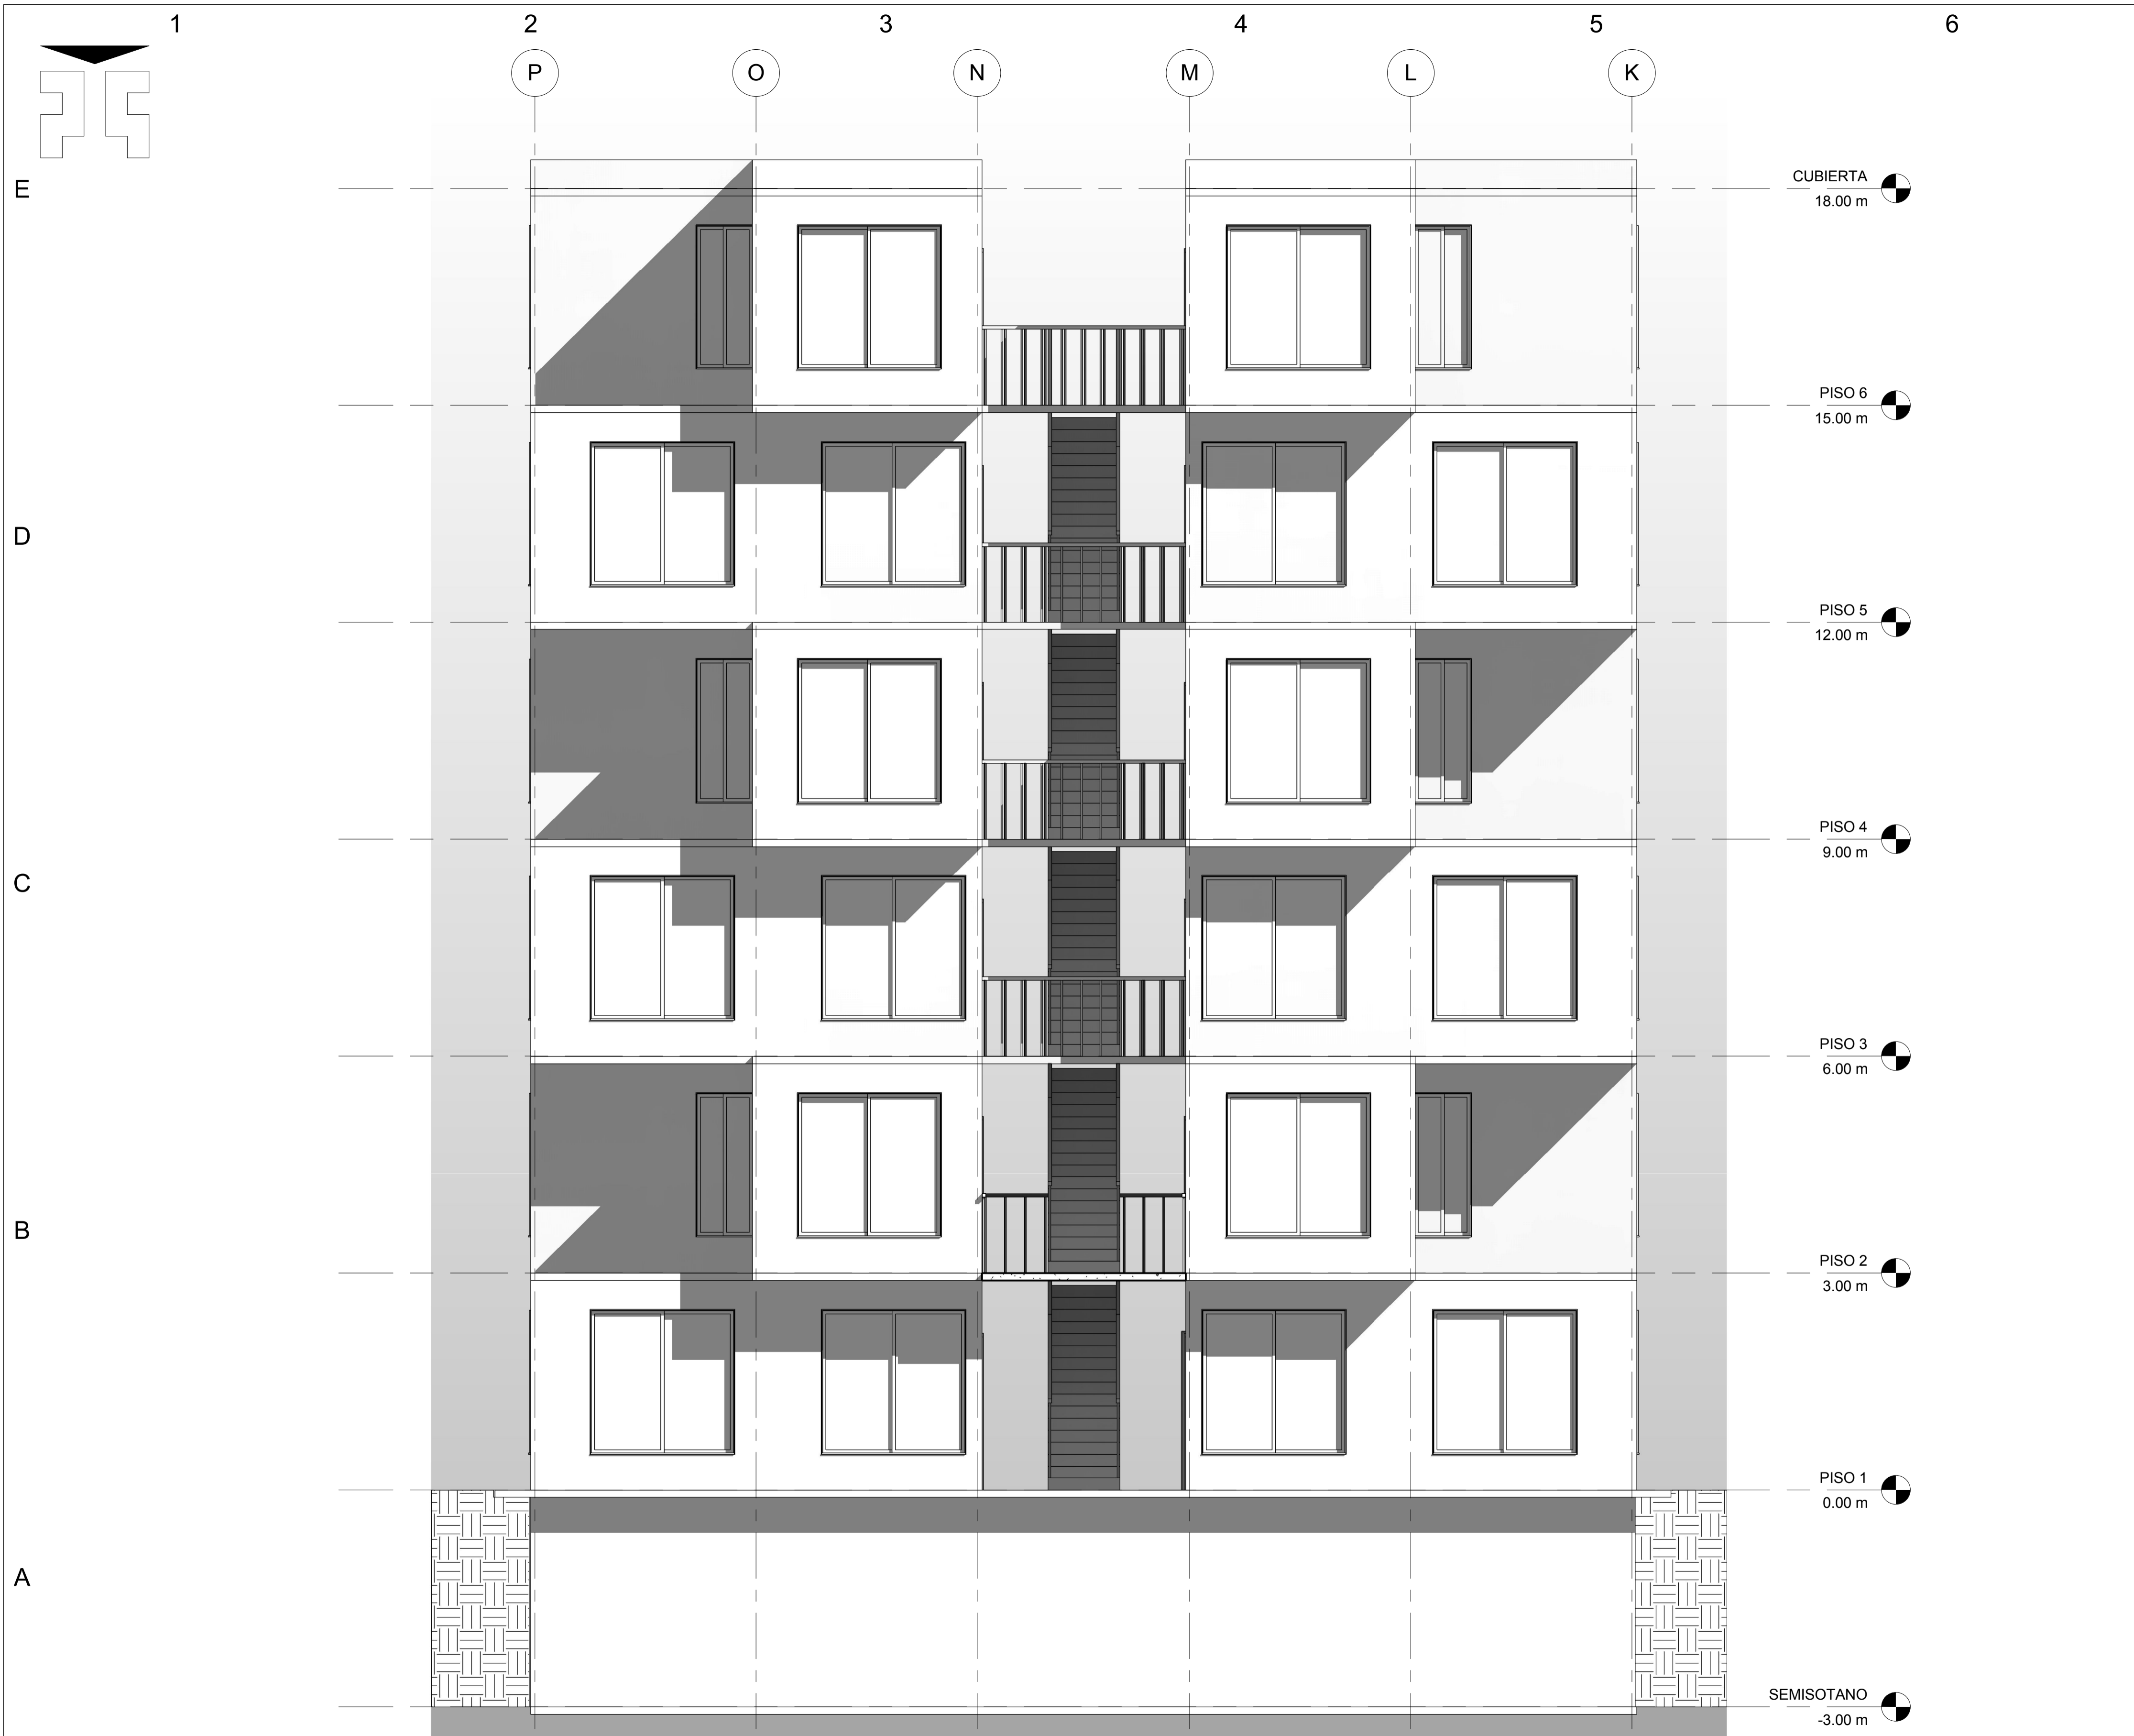 1 2 3 4 5 6
P O N M L K
E
CUBIERTA
18.00 m
PISO 6
15.00 m
D
PISO 5
12.00 m
PISO 4
9.00 m
C
PISO 3
6.00 m
B
PISO 2
3.00 m
PISO 1
0.00 m
A
SEMISOTANO
-3.00 m